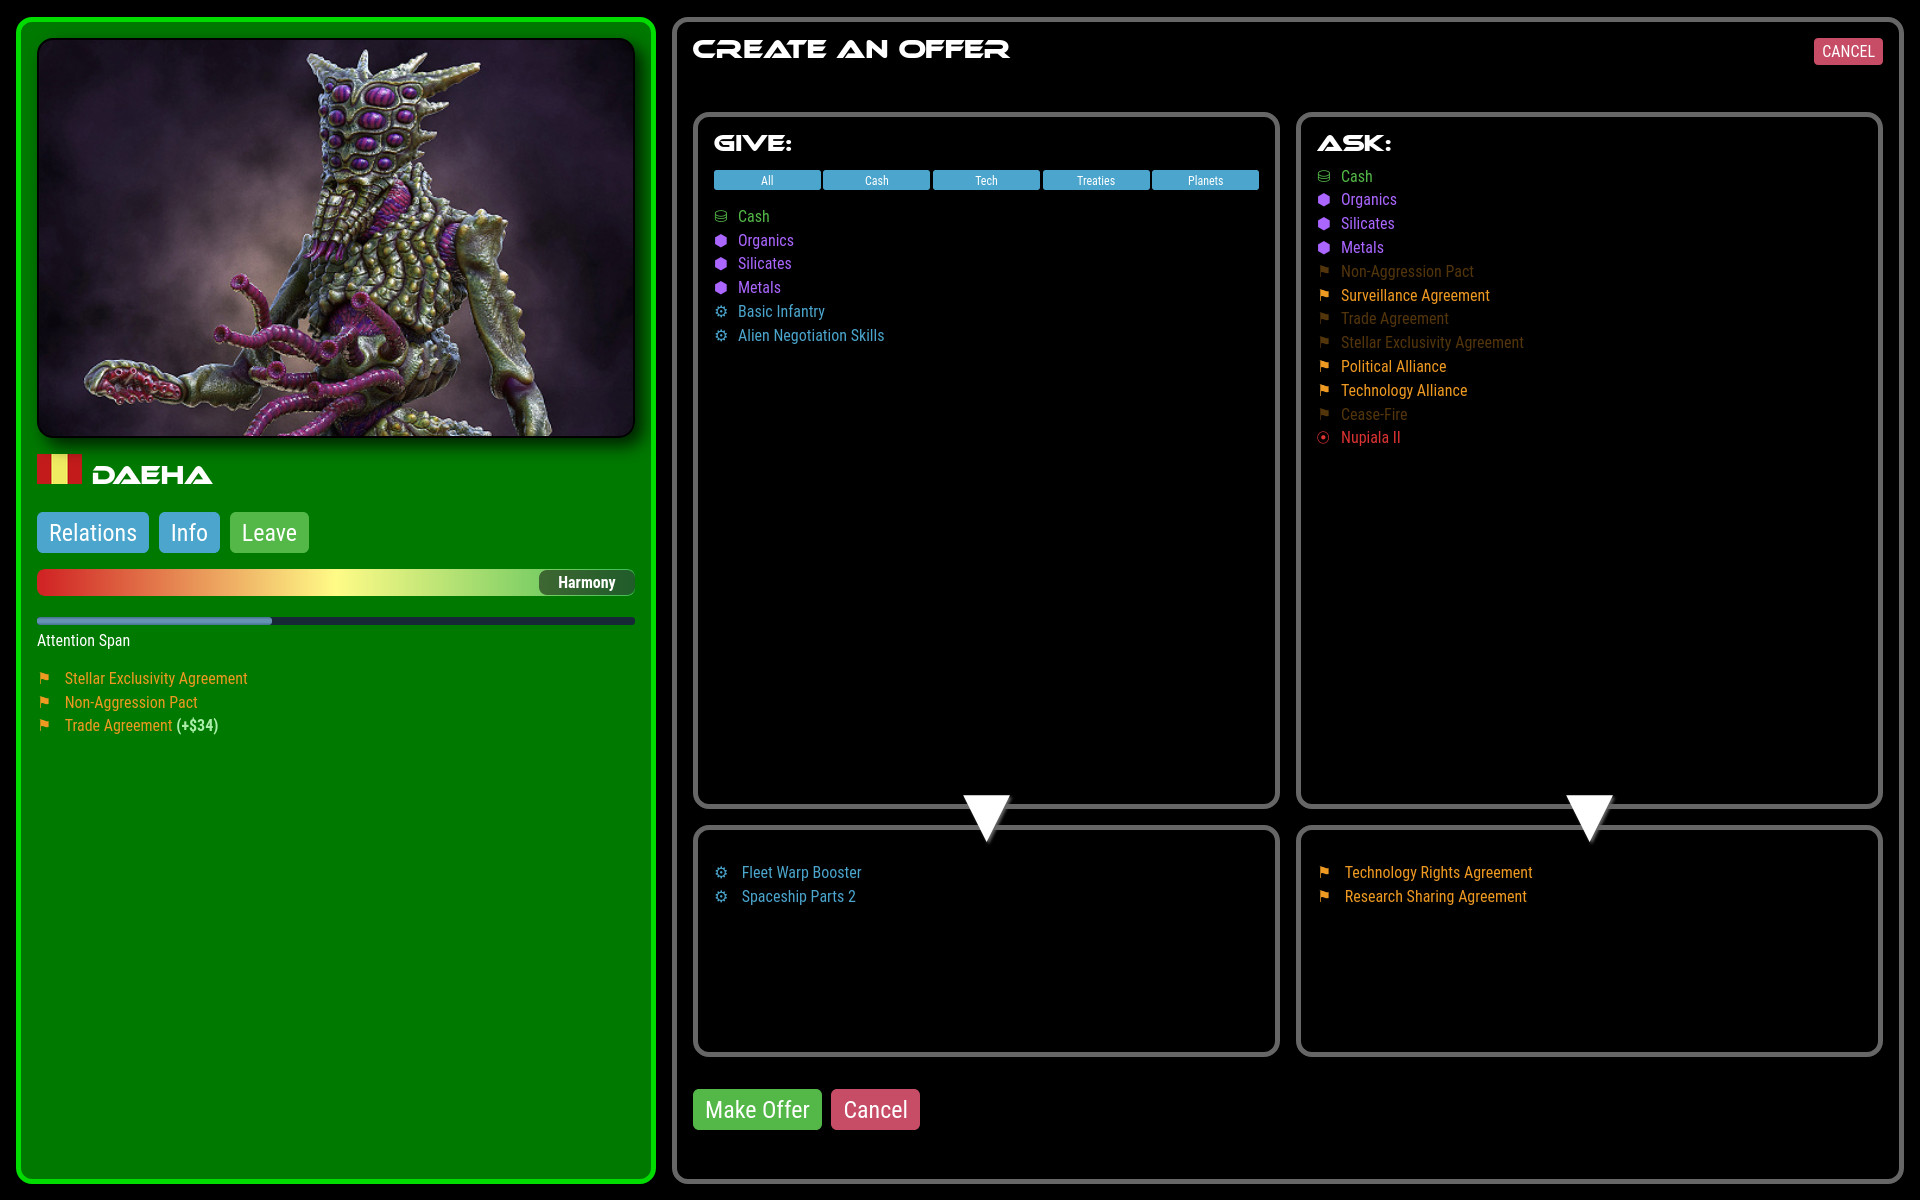 DAEHA
Relations
Info
Leave
Harmony
Attention Span
Stellar Exclusivity Agreement
Non-Aggression Pact
Trade Agreement (+$34)
CREATE AN OFFER
CANCEL
GIVE:
All
Cash
Tech
Treaties
Planets
Cash
Organics
Silicates
Metals
Basic Infantry
Alien Negotiation Skills
ASK:
Cash
Organics
Silicates
Metals
Non-Aggression Pact
Surveillance Agreement
Trade Agreement
Stellar Exclusivity Agreement
Political Alliance
Technology Alliance
Cease-Fire
Nupiala II
Fleet Warp Booster
Spaceship Parts 2
Technology Rights Agreement
Research Sharing Agreement
Make Offer
Cancel